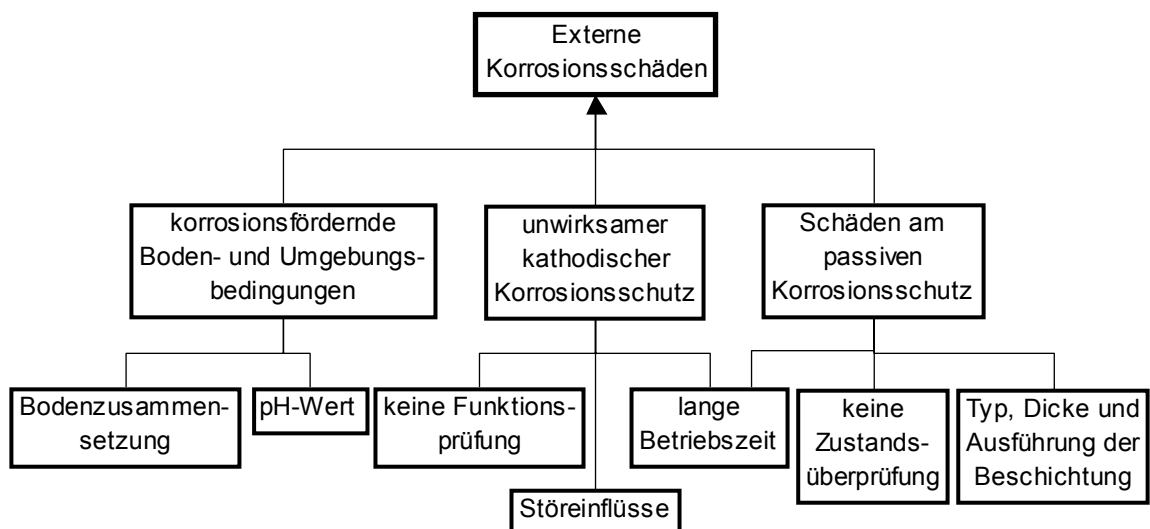 Externe
Korrosionsschäden
korrosionsfördernde
Boden- und Umgebungs-
bedingungen
unwirksamer
kathodischer
Korrosionsschutz
Schäden am
passiven
Korrosionsschutz
Bodenzusammen-
setzung
pH-Wert
keine Funktions-
prüfung
Störeinflüsse
lange
Betriebszeit
keine
Zustands-
überprüfung
Typ, Dicke und
Ausführung der
Beschichtung